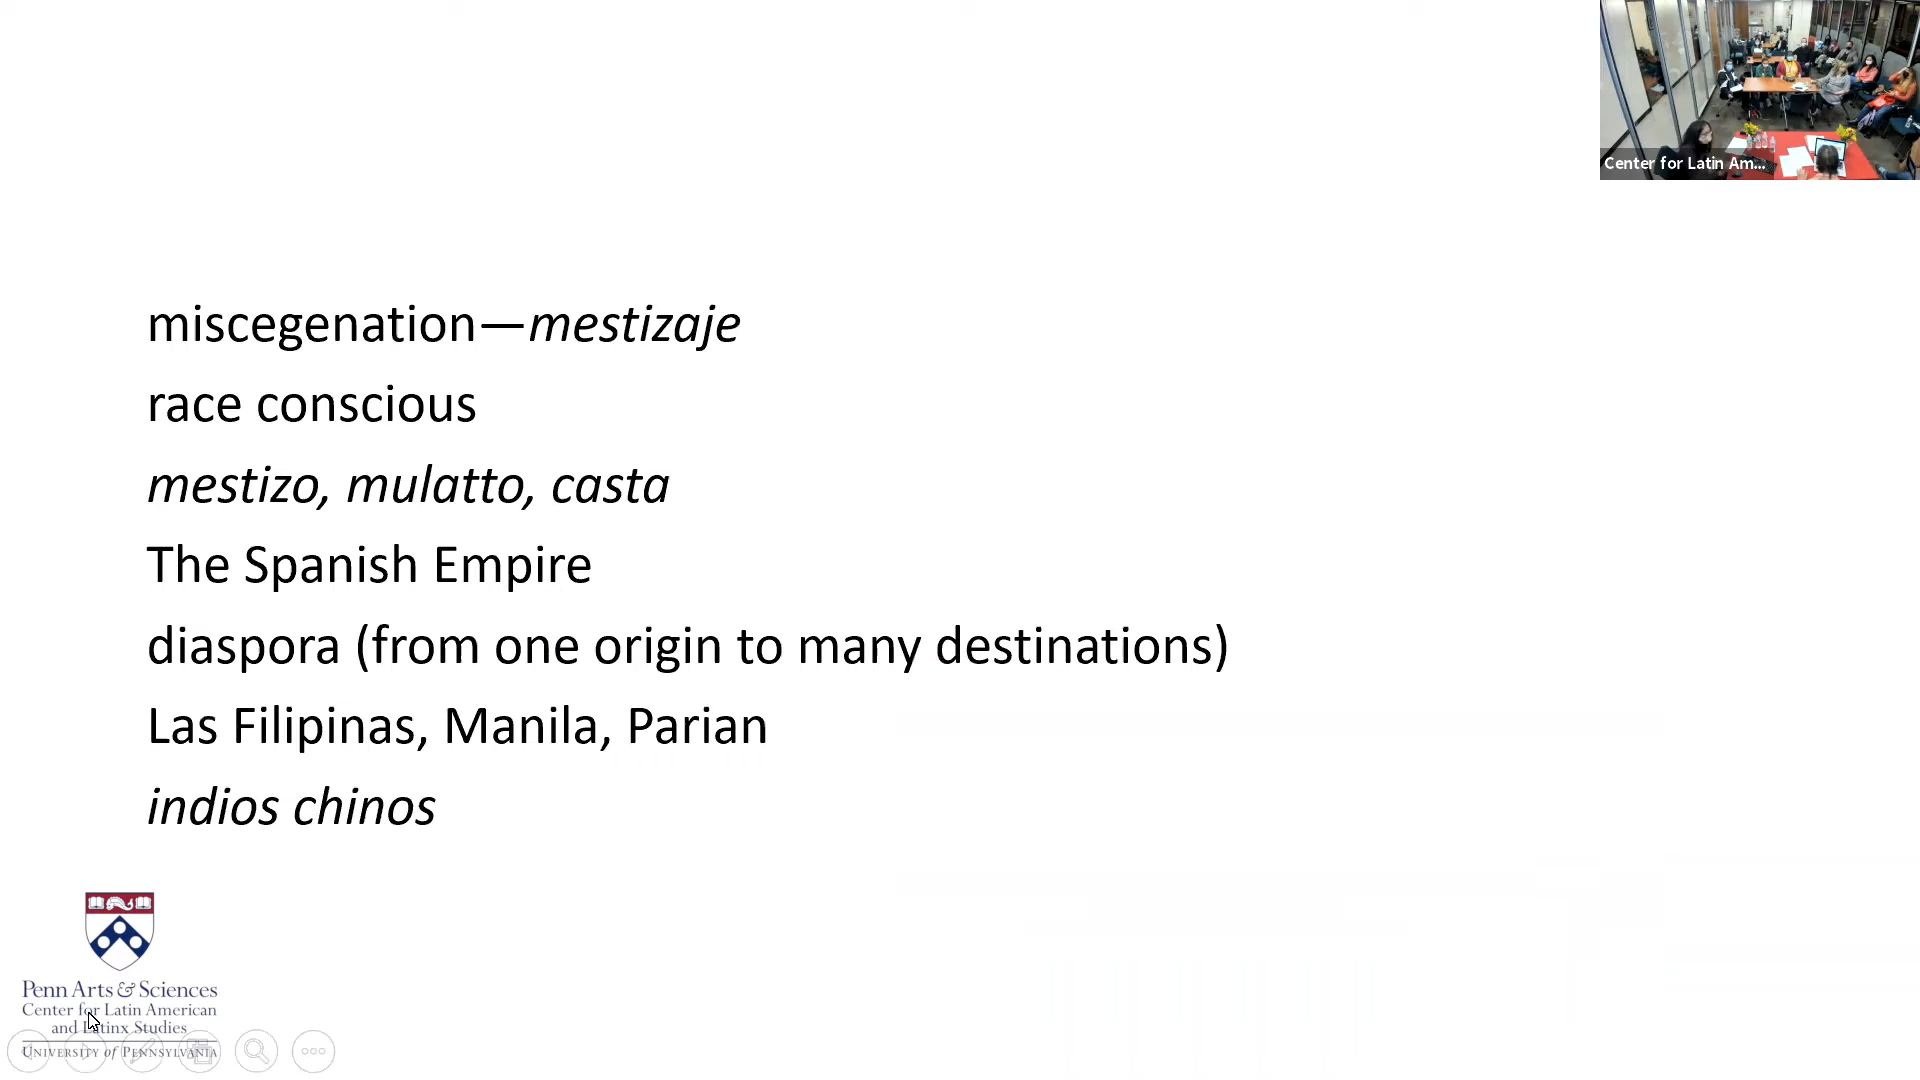 Center for Latin Am...
miscegenation—mestizaje
race conscious
mestizo, mulatto, casta
The Spanish Empire
diaspora (from one origin to many destinations)
Las Filipinas, Manila, Parian
indios chinos
Penn Arts & Sciences
Center for Latin American
and Latinx Studies
University of Pennsylvania